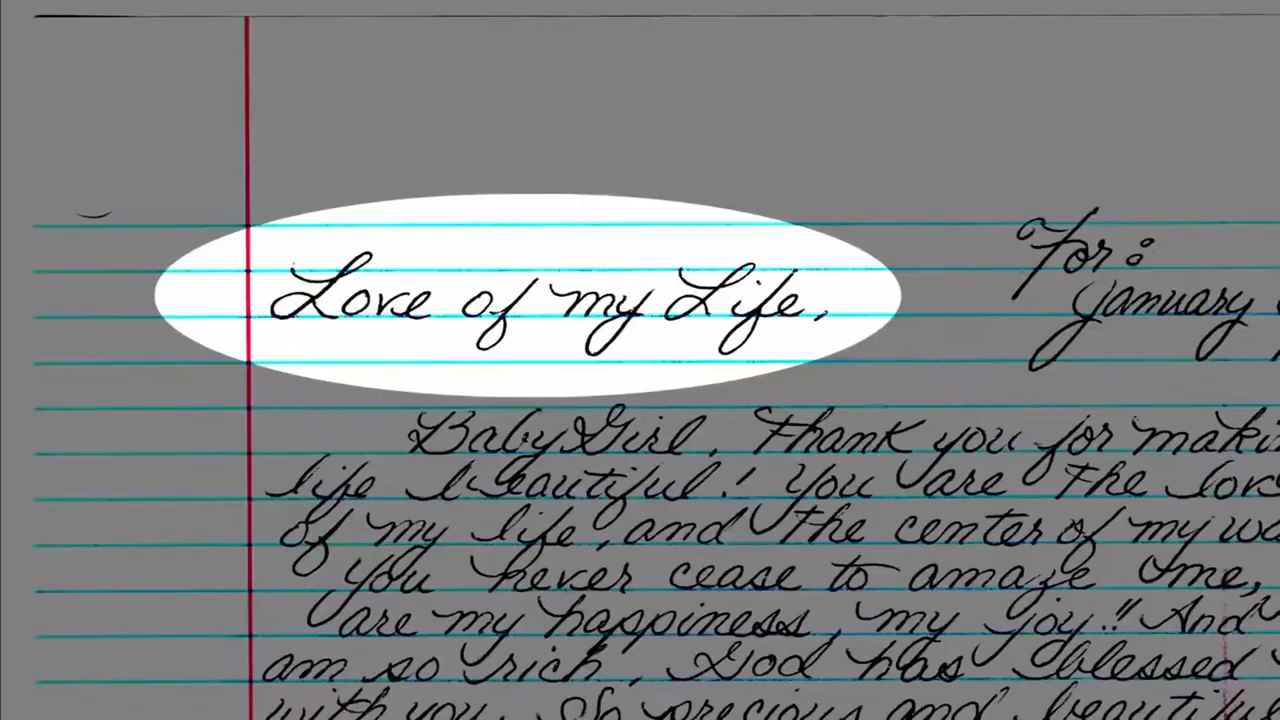 Love of my Life,
For:
January
Baby Girl, Thank you for
life beautiful! You are the
of my life, and the center of my
You never cease to amaze me,
are my happiness, my joy!! And
am so rich, God has blessed
with you. So precious and beautiful